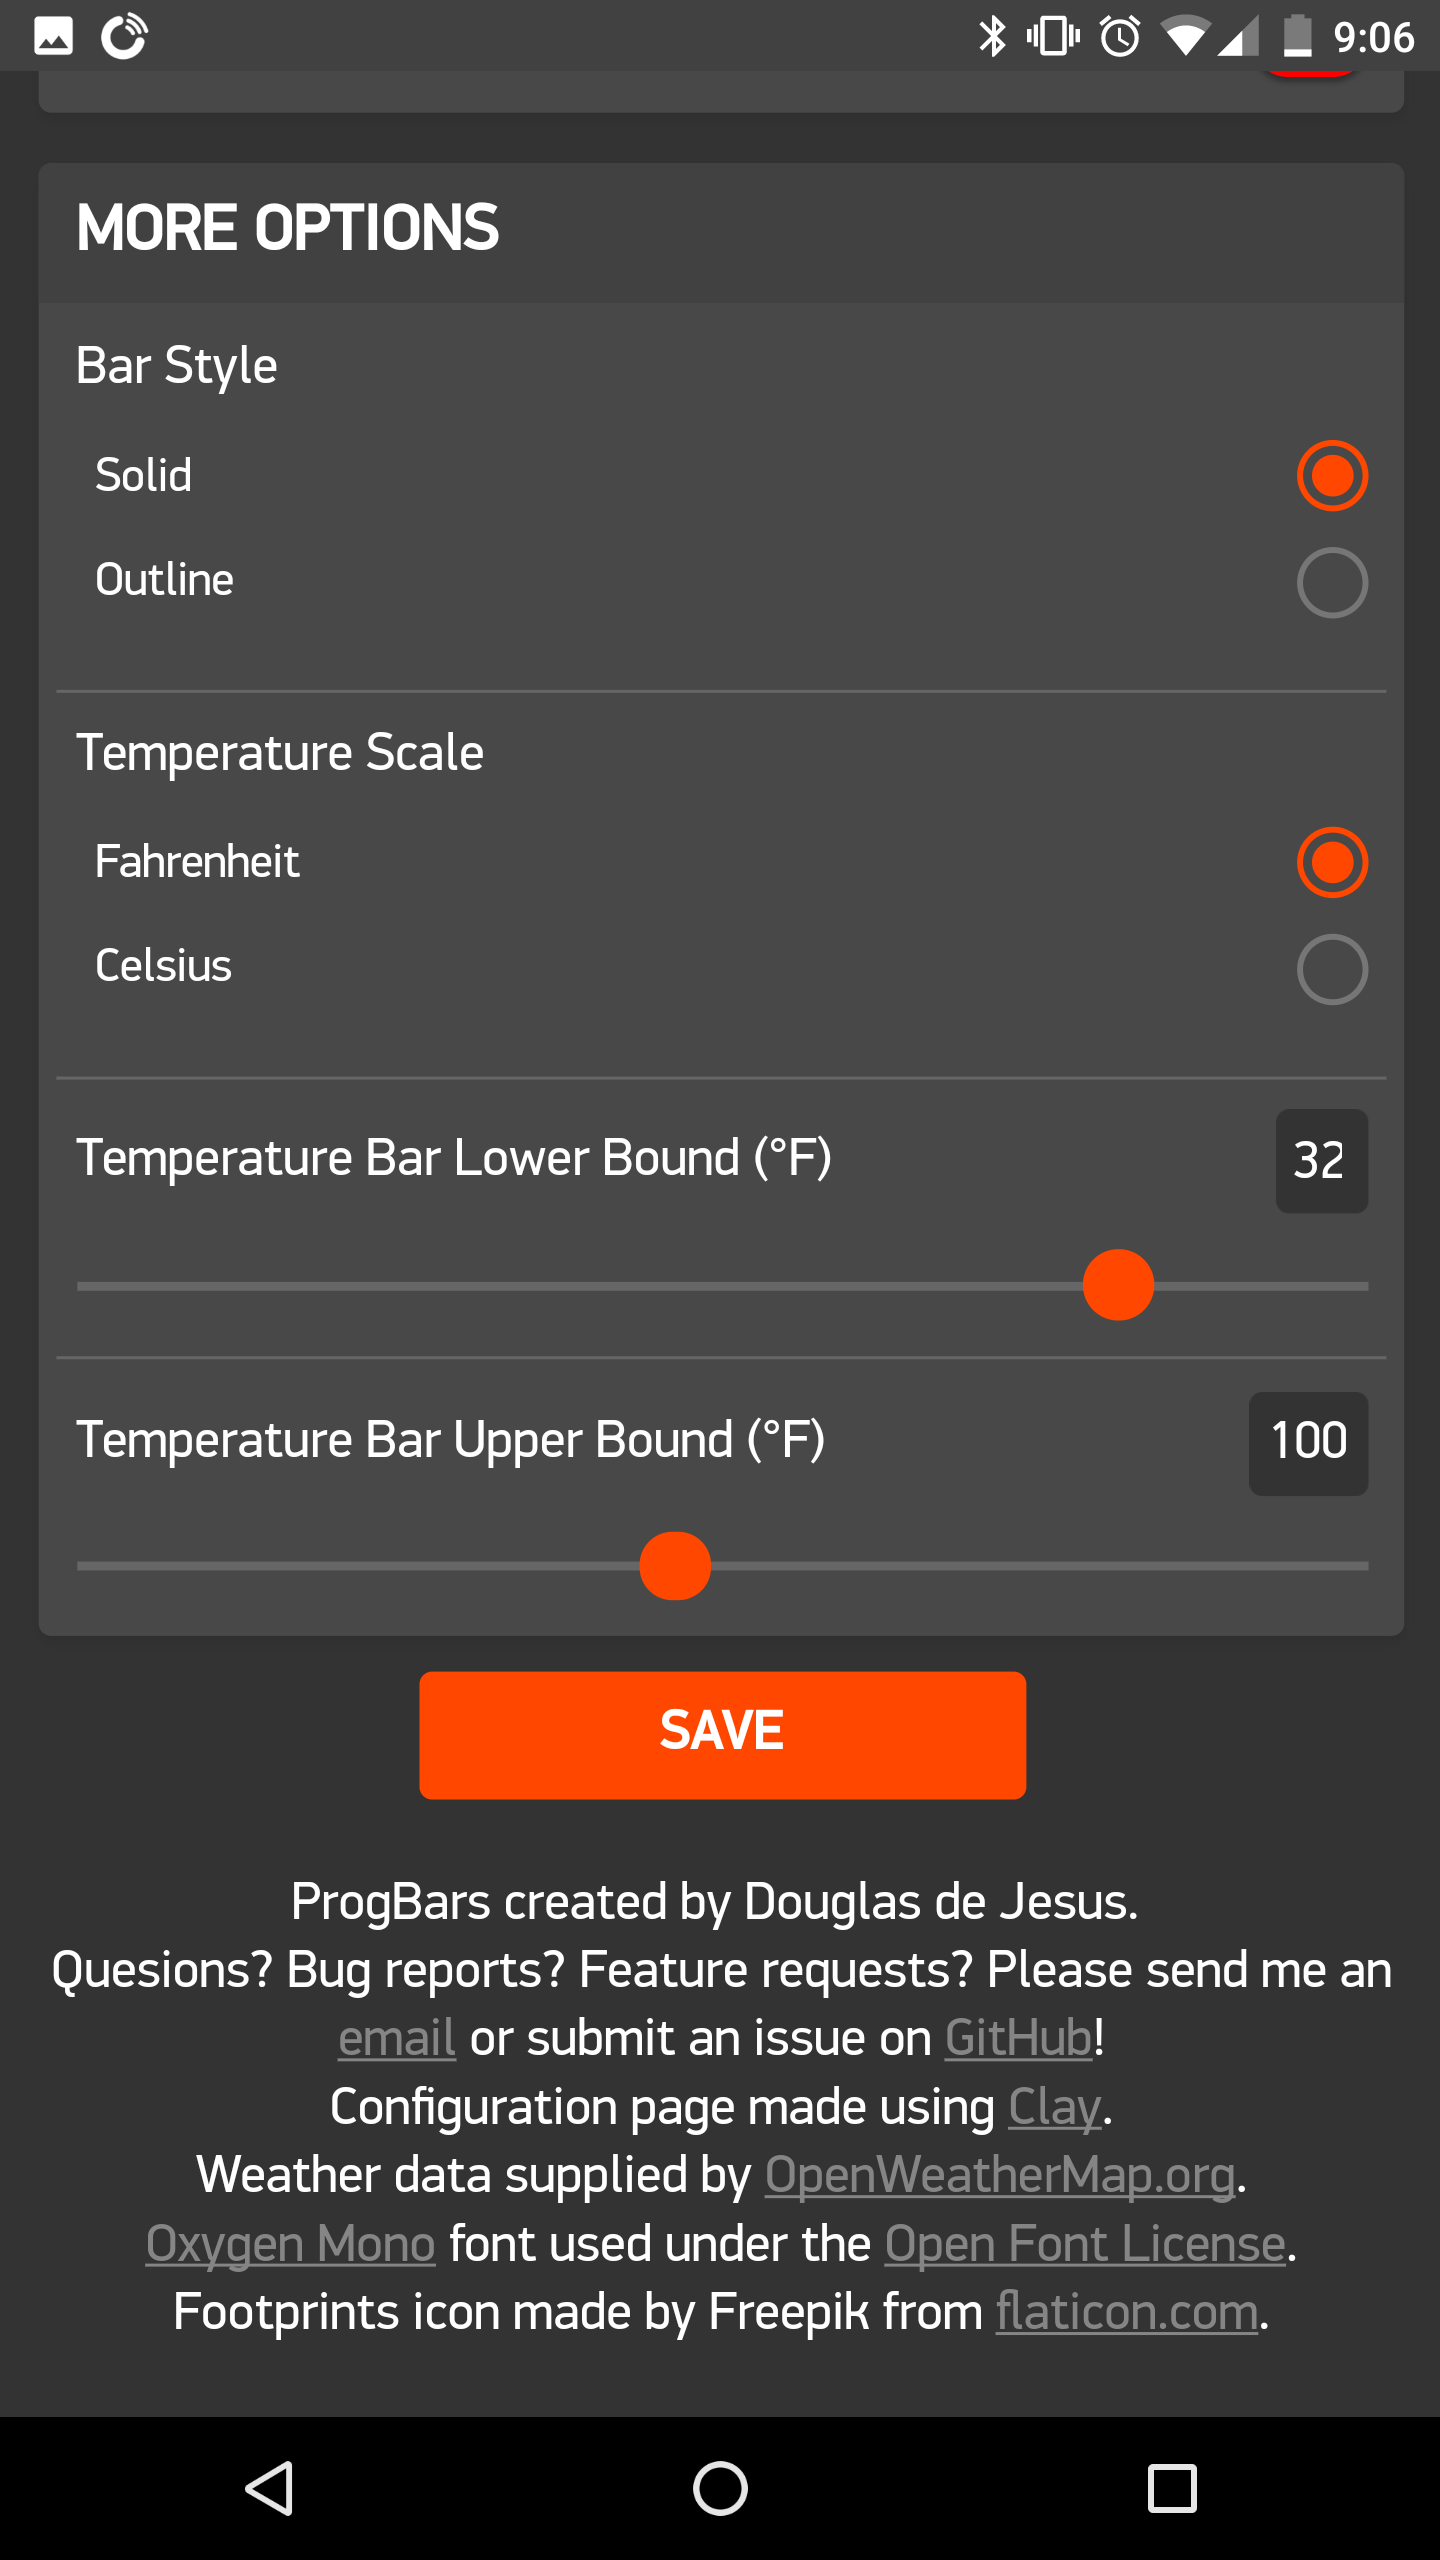 9:06
MORE OPTIONS
Bar Style
Solid
Outline
Temperature Scale
Fahrenheit
Celsius
Temperature Bar Lower Bound (°F)
32
Temperature Bar Upper Bound (°F)
100
SAVE
ProgBars created by Douglas de Jesus.
Quesions? Bug reports? Feature requests? Please send me an
email or submit an issue on GitHub!
Configuration page made using Clay.
Weather data supplied by OpenWeatherMap.org.
Oxygen Mono font used under the Open Font License.
Footprints icon made by Freepik from flaticon.com.